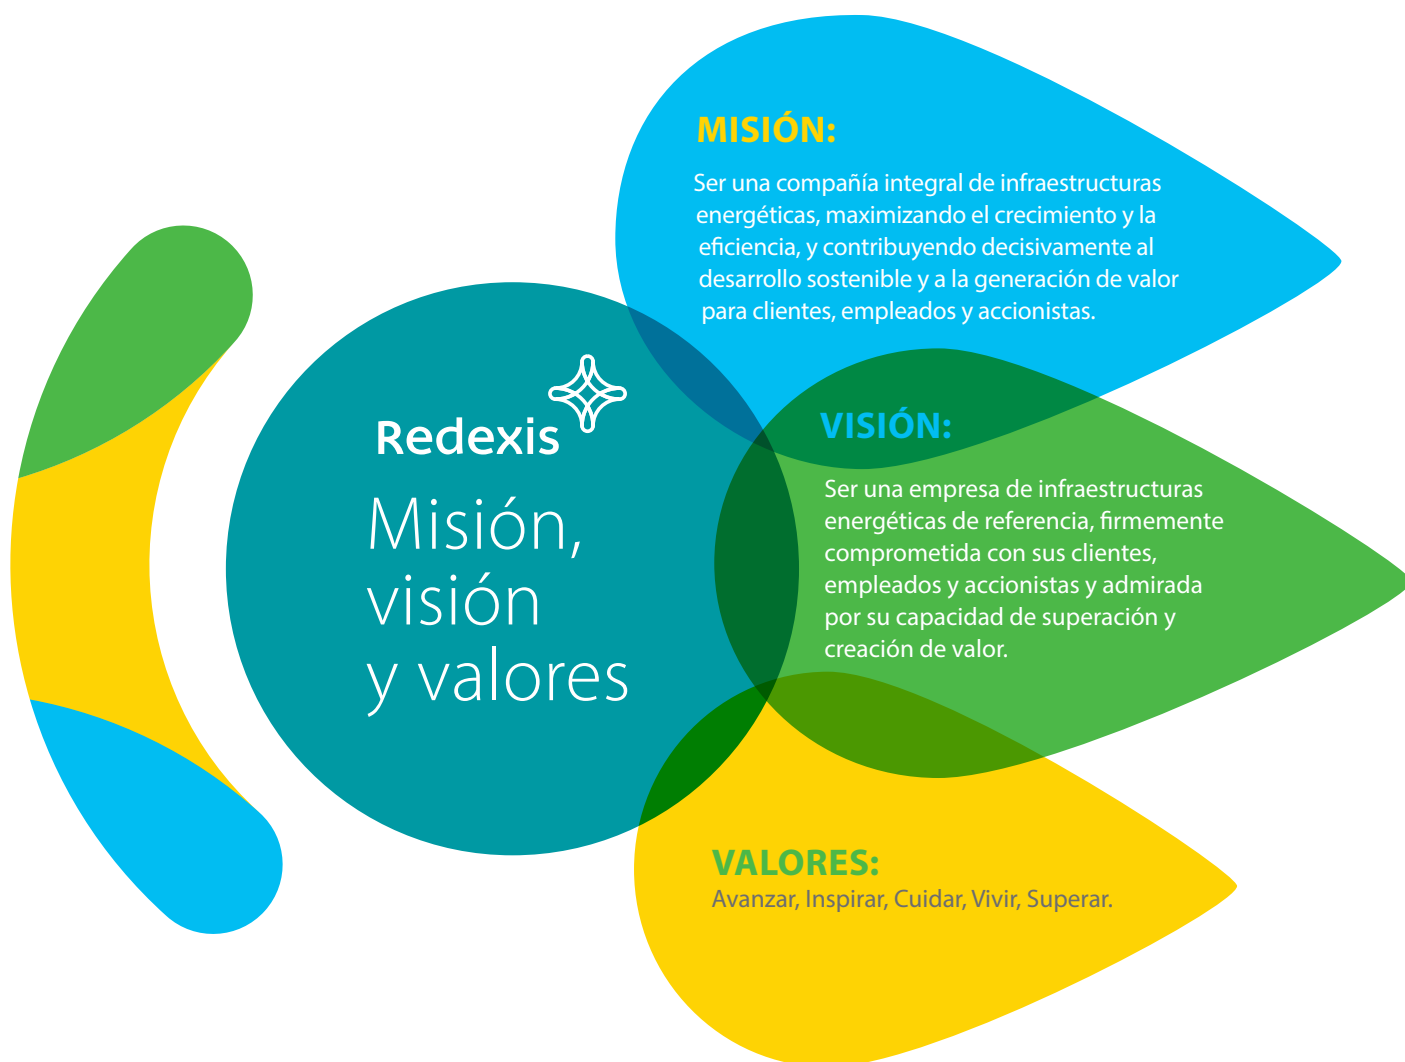 Redexis
Misión,
visión
y valores
MISIÓN:
Ser una compañía integral de infraestructuras
energéticas, maximizando el crecimiento y la
eficiencia, y contribuyendo decisivamente al
desarrollo sostenible y a la generación de valor
para clientes, empleados y accionistas.
VISIÓN:
Ser una empresa de infraestructuras
energéticas de referencia, firmemente
comprometida con sus clientes,
empleados y accionistas y admirada
por su capacidad de superación y
creación de valor.
VALORES:
Avanzar, Inspirar, Cuidar, Vivir, Superar.